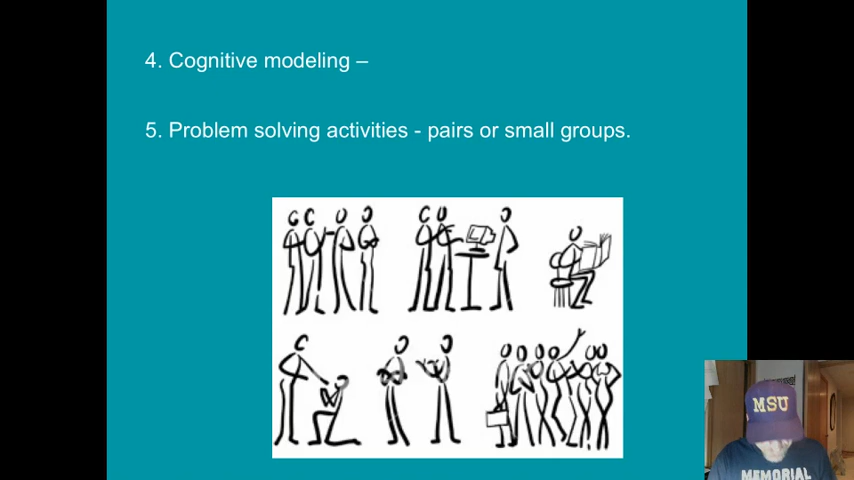 4. Cognitive modeling –
5. Problem solving activities - pairs or small groups.
MSU
MEMORIAL